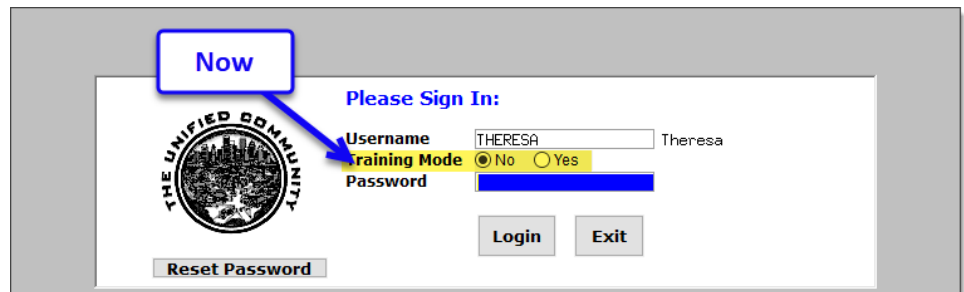 Now
Please Sign In:
THE UNIFIED COMMUNITY
Username THERESA Theresa
Training Mode No Yes
Password
Login Exit
Reset Password